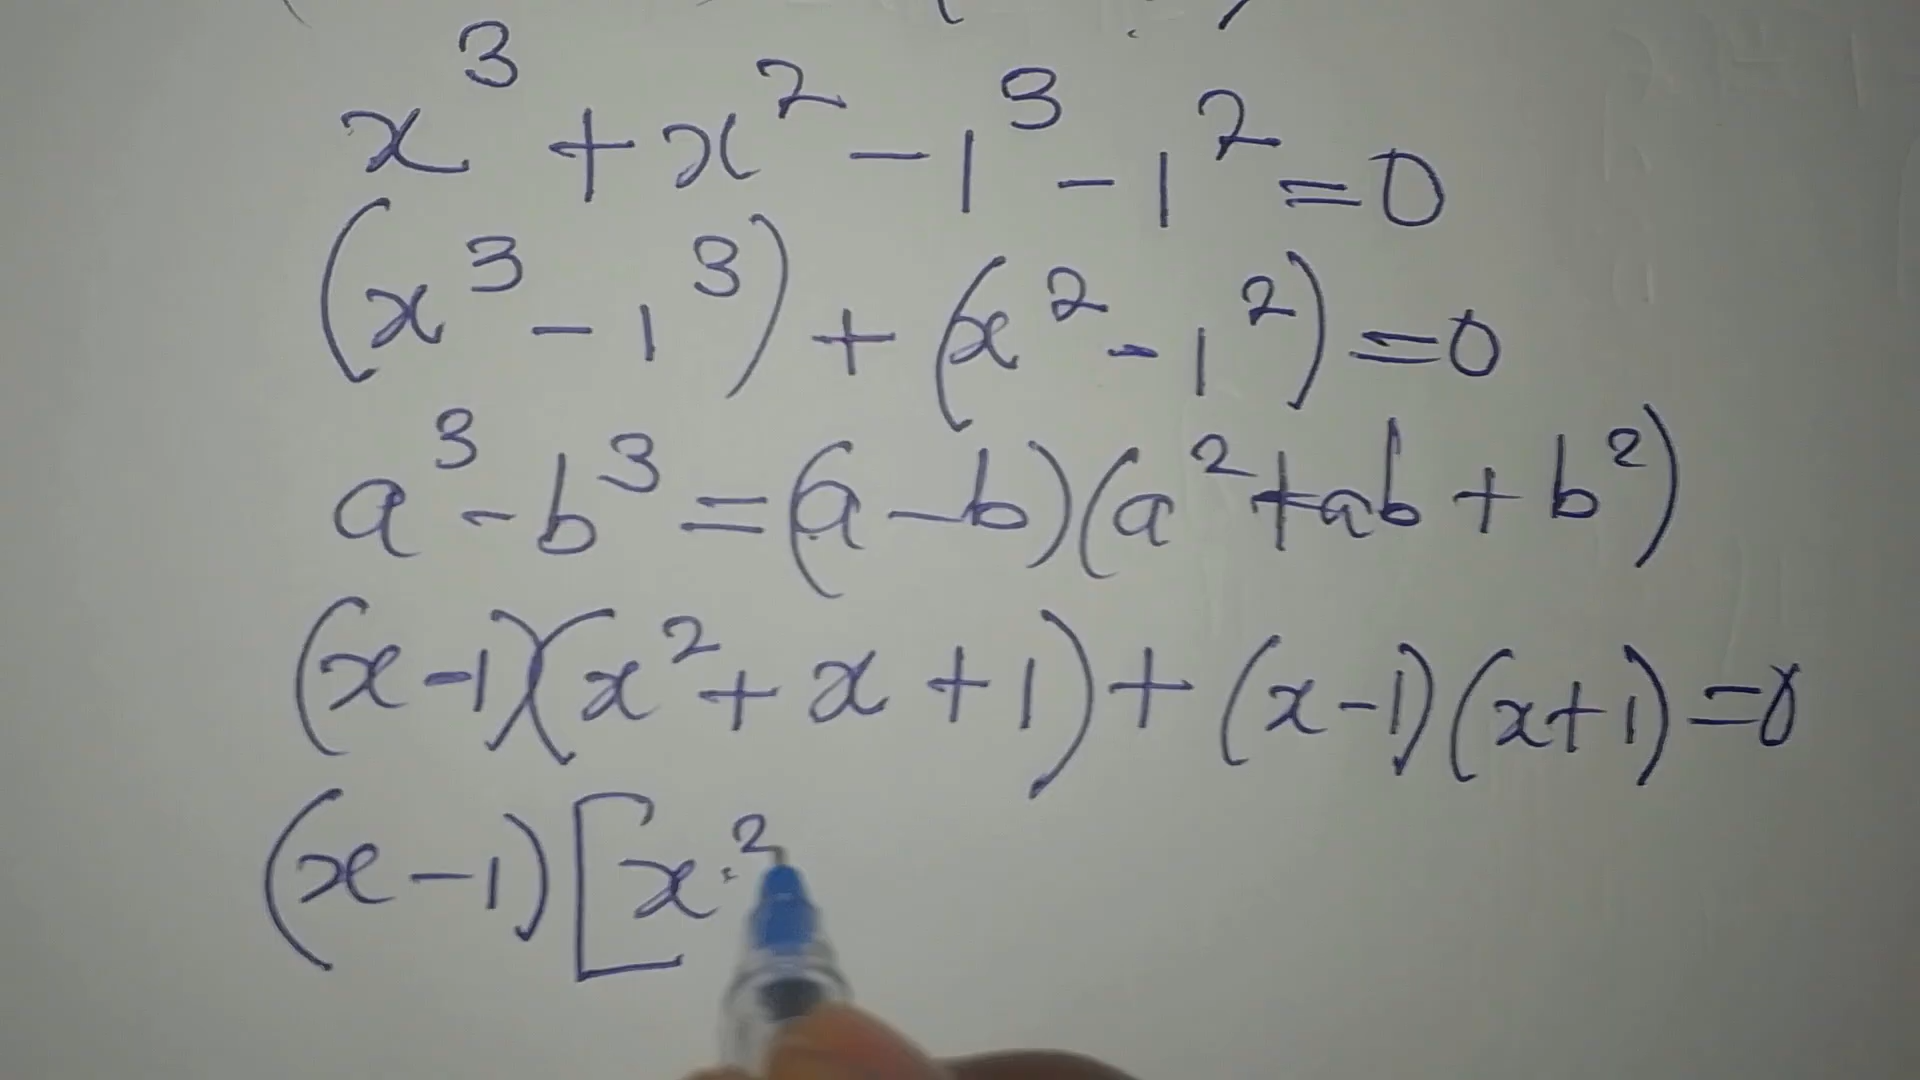 x³ + x² - 1³ - 1² = 0
(x³ - 1³) + (x² - 1²) = 0
a³ - b³ = (a - b)(a² + ab + b²)
(x - 1)(x² + x + 1) + (x - 1)(x + 1) = 0
(x - 1)[x²